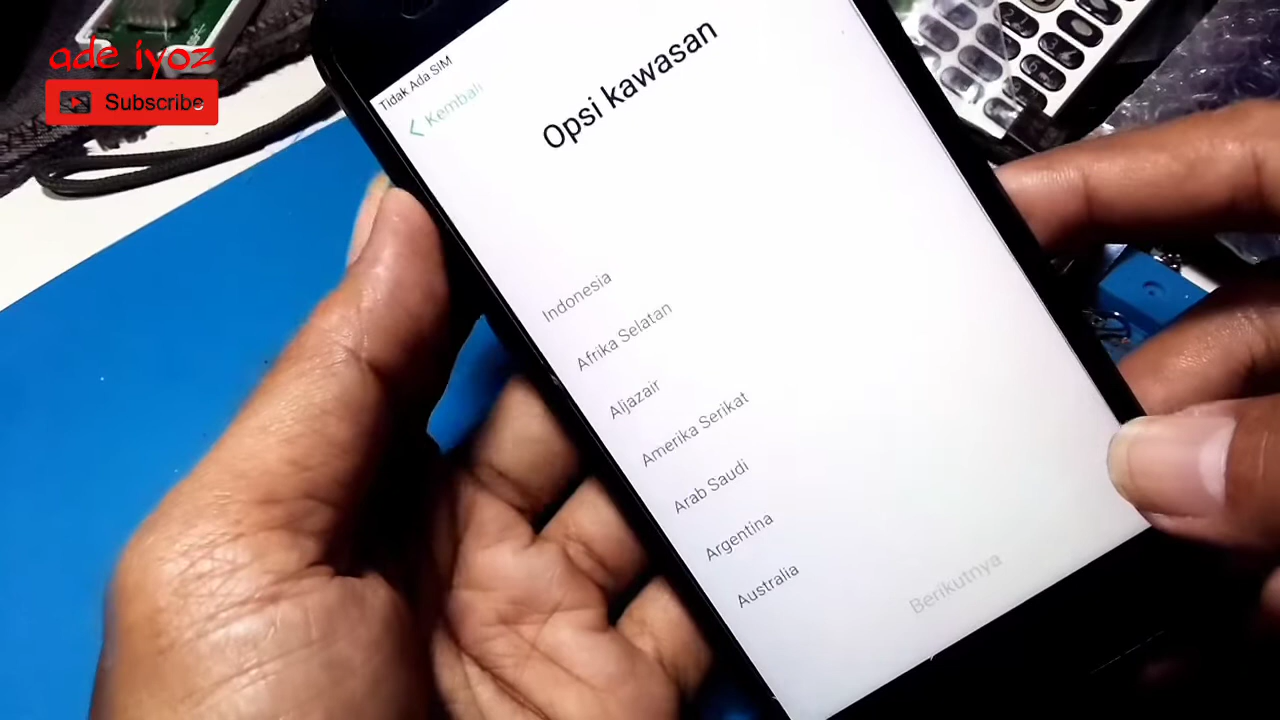 ade iyoz
Subscribe
Tidak Ada SIM
Kembali
Opsi kawasan
Indonesia
Afrika Selatan
Aljazair
Amerika Serikat
Arab Saudi
Argentina
Australia
Berikutnya